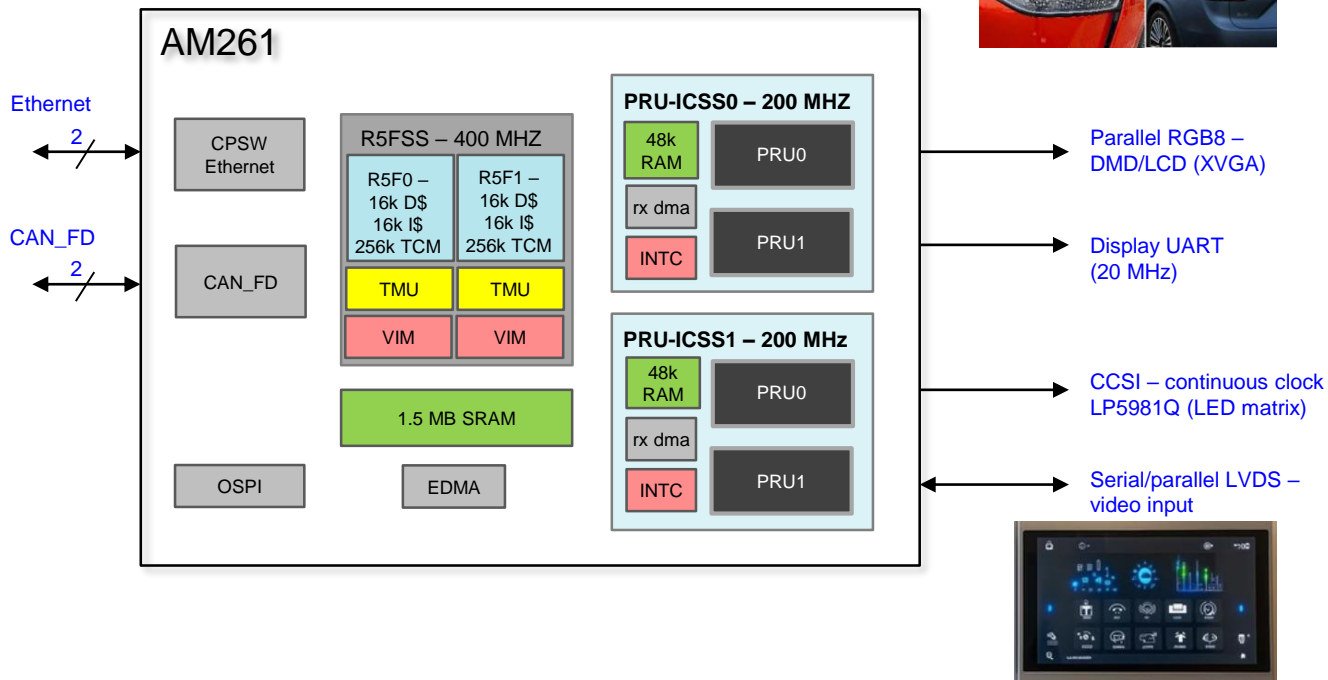 AM261
Ethernet
2
CAN_FD
2
CPSW
Ethernet
CAN_FD
OSPI
R5FSS – 400 MHZ
R5F0 –
16k D$
16k I$
256k TCM
R5F1 –
16k D$
16k I$
256k TCM
TMU
TMU
VIM
VIM
1.5 MB SRAM
EDMA
PRU-ICSS0 – 200 MHZ
48k
RAM
rx dma
INTC
PRU0
PRU1
PRU-ICSS1 – 200 MHz
48k
RAM
rx dma
INTC
PRU0
PRU1
Parallel RGB8 –
DMD/LCD (XVGA)
Display UART
(20 MHz)
CCSI – continuous clock
LP5981Q (LED matrix)
Serial/parallel LVDS –
video input